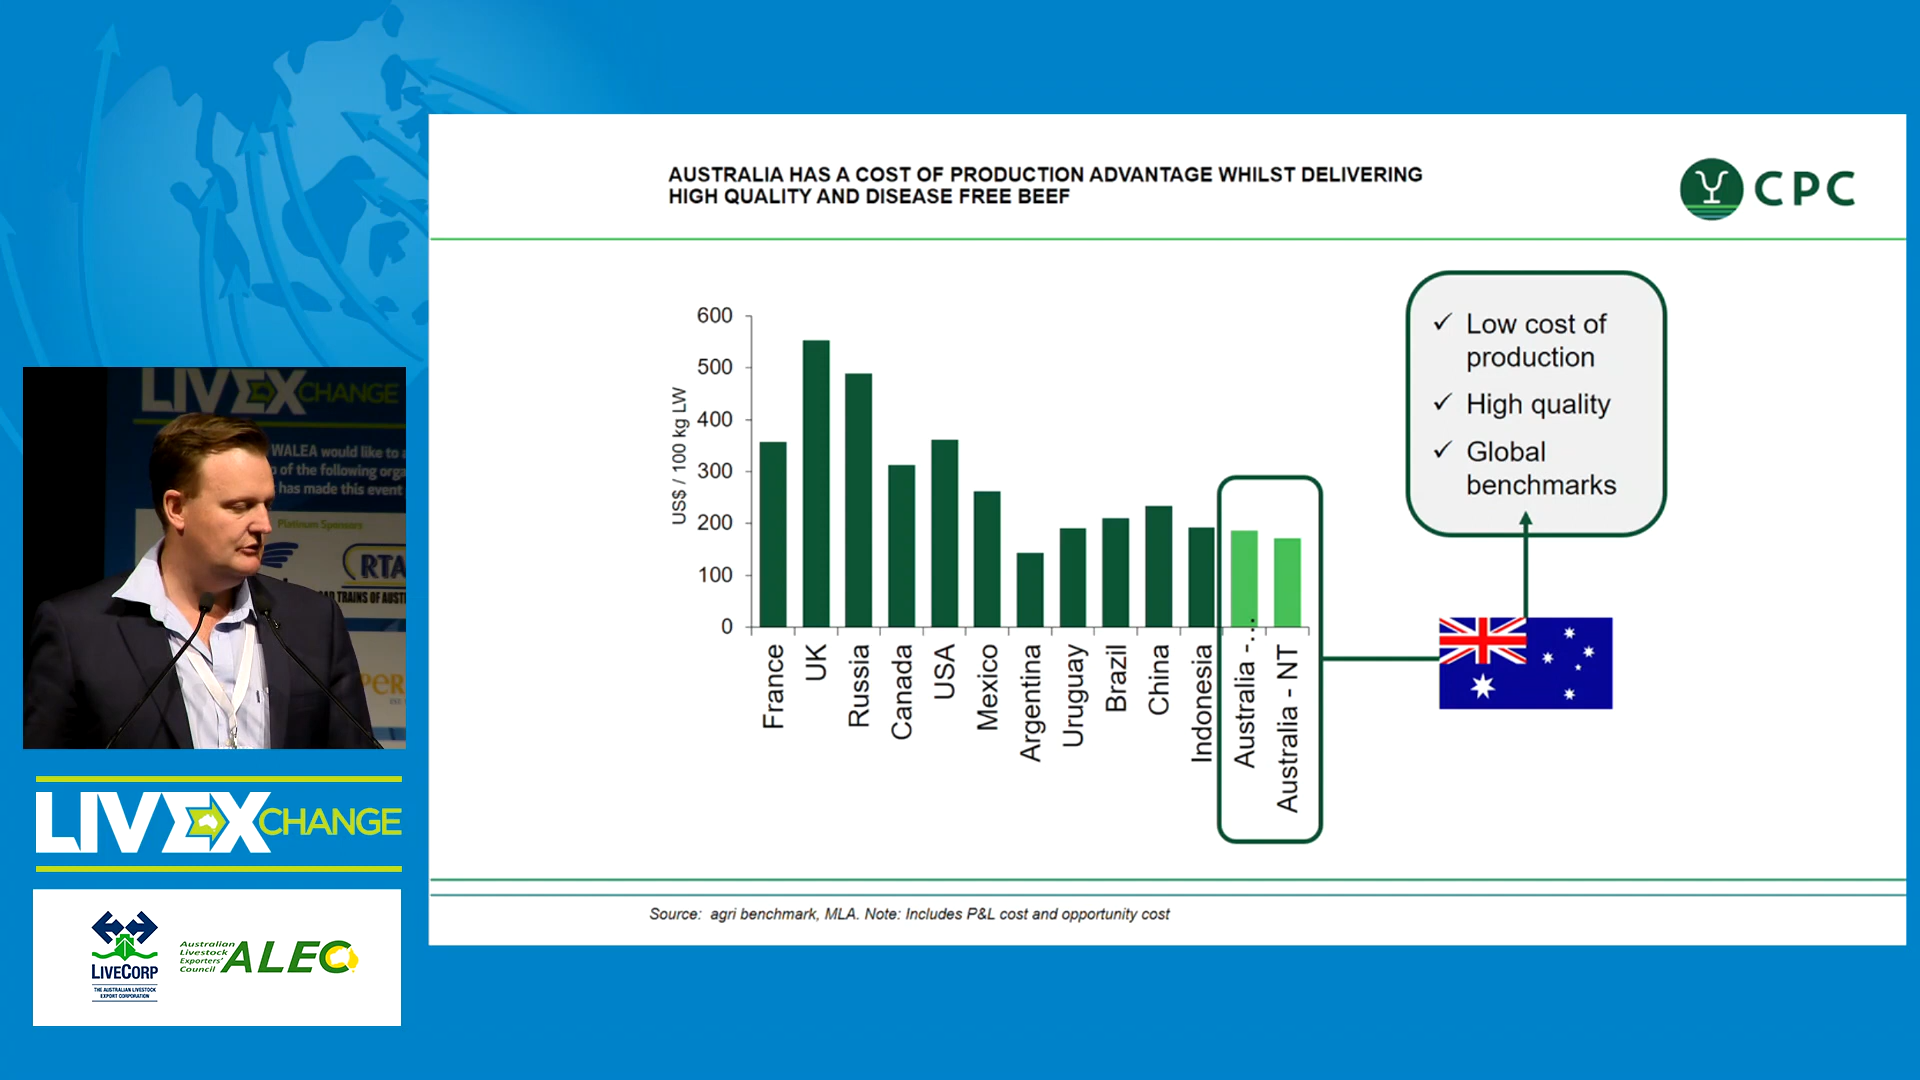 AUSTRALIA HAS A COST OF PRODUCTION ADVANTAGE WHILST DELIVERING
HIGH QUALITY AND DISEASE FREE BEEF
CPC
600
500
400
300
200
100
0
US$ / 100 kg LW
France
UK
Russia
Canada
USA
Mexico
Argentina
Uruguay
Brazil
China
Indonesia
Australia -...
Australia - NT
✓ Low cost of
production
✓ High quality
✓ Global
benchmarks
Source: agri benchmark, MLA. Note: Includes P&L cost and opportunity cost
LIVEXCHANGE
WALEA would like to a
of the following orga
has made this event
Platinum Sponsors
RTA
TRAINS OF AUST
PER
LIVEXCHANGE
LIVECORP
THE AUSTRALIAN LIVESTOCK
EXPORT CORPORATION
Australian
Livestock
Exporters'
Council
ALEC